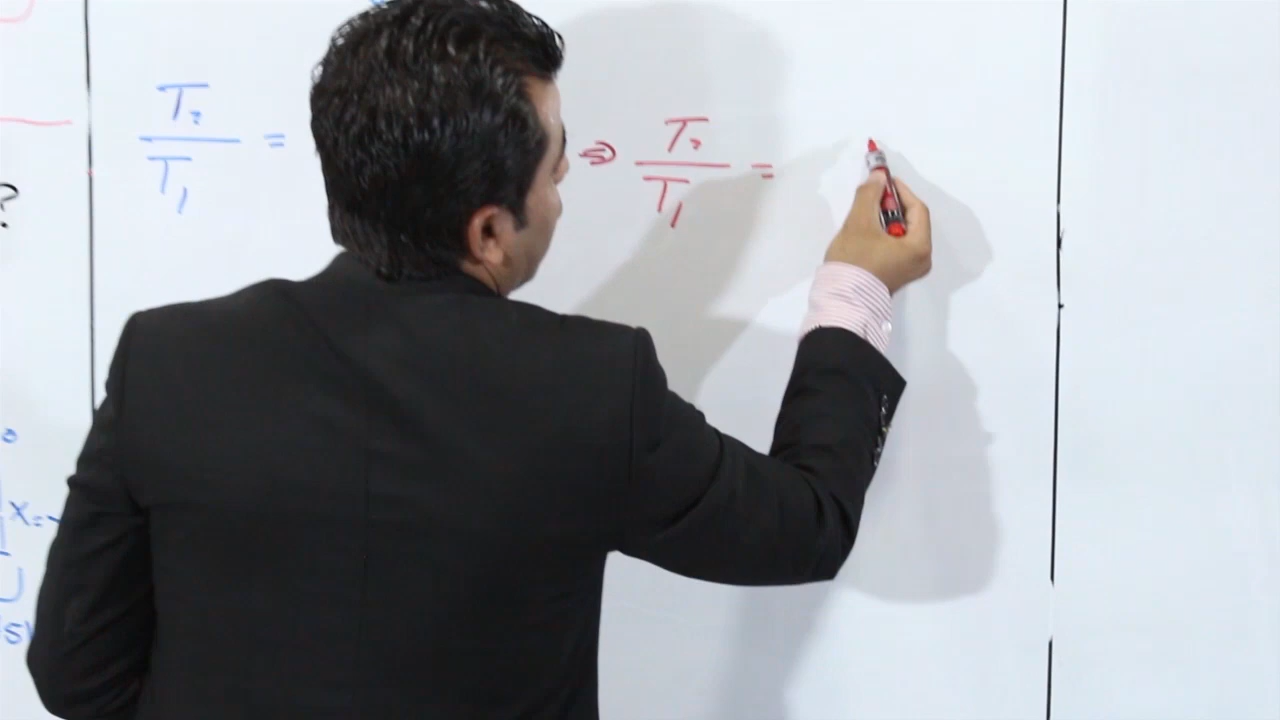 T₂
T₁
=
⇒
T₂
T₁
=
?
x=